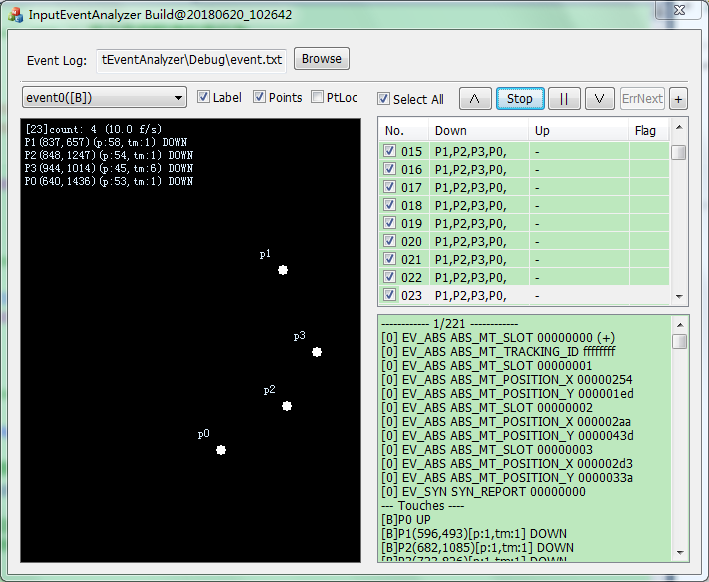 InputEventAnalyzer Build@20180620_102642
Event Log: tEventAnalyzer\Debug\event.txt Browse
event0([B]) Label Points PtLoc Select All Λ Stop || V ErrNext +
[23]count: 4 (10.0 f/s)
P1(837,657)(p:58,tm:1) DOWN
P2(848,1247)(p:54,tm:1) DOWN
P3(944,1014)(p:45,tm:6) DOWN
P0(640,1436)(p:53,tm:1) DOWN
p1
p3
p2
p0
No. Down Up Flag
015 P1,P2,P3,P0, -
016 P1,P2,P3,P0, -
017 P1,P2,P3,P0, -
018 P1,P2,P3,P0, -
019 P1,P2,P3,P0, -
020 P1,P2,P3,P0, -
021 P1,P2,P3,P0, -
022 P1,P2,P3,P0, -
023 P1,P2,P3,P0, -
------------ 1/221 ------------
[0] EV_ABS ABS_MT_SLOT 00000000 (+)
[0] EV_ABS ABS_MT_TRACKING_ID ffffffff
[0] EV_ABS ABS_MT_SLOT 00000001
[0] EV_ABS ABS_MT_POSITION_X 00000254
[0] EV_ABS ABS_MT_POSITION_Y 000001ed
[0] EV_ABS ABS_MT_SLOT 00000002
[0] EV_ABS ABS_MT_POSITION_X 000002aa
[0] EV_ABS ABS_MT_POSITION_Y 0000043d
[0] EV_ABS ABS_MT_SLOT 00000003
[0] EV_ABS ABS_MT_POSITION_X 000002d3
[0] EV_ABS ABS_MT_POSITION_Y 0000033a
[0] EV_SYN SYN_REPORT 00000000
--- Touches ----
[B]P0 UP
[B]P1(596,493)[p:1,tm:1] DOWN
[B]P2(682,1085)[p:1,tm:1] DOWN
[B]P3(723,826)[p:1,tm:1] DOWN